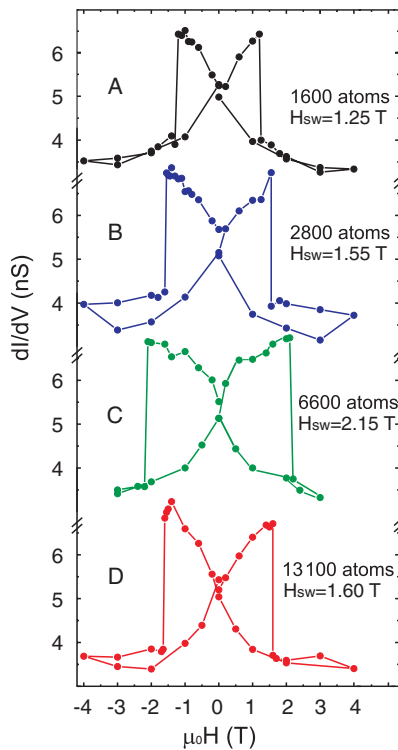 6
5
4
A
1600 atoms
Hsw=1.25 T
6
5
4
B
2800 atoms
Hsw=1.55 T
dI/dV (nS)
6
5
4
C
6600 atoms
Hsw=2.15 T
6
5
4
D
13100 atoms
Hsw=1.60 T
-4 -3 -2 -1 0 1 2 3 4
μ0H (T)